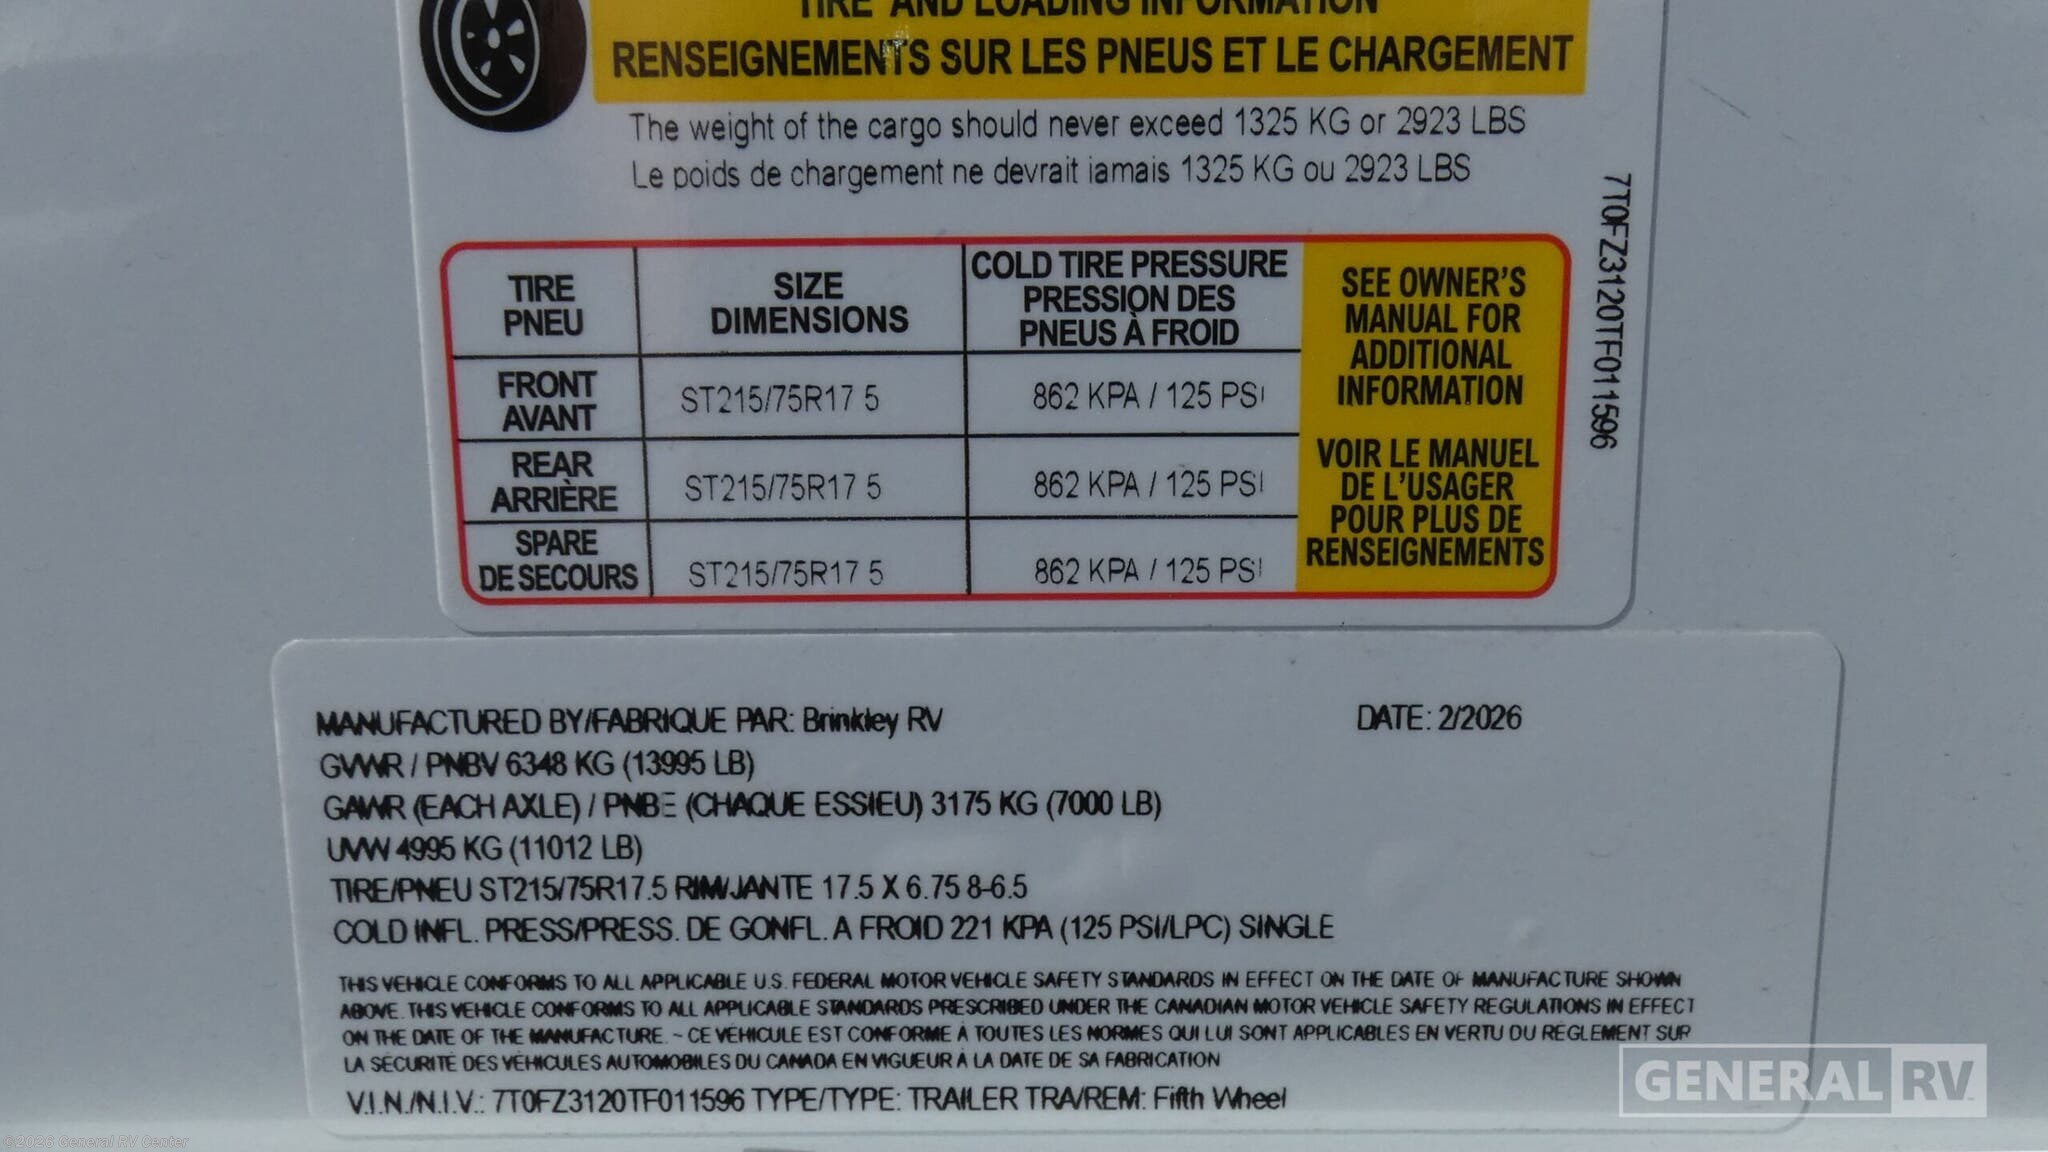 TIRE AND LOADING INFORMATION
RENSEIGNEMENTS SUR LES PNEUS ET LE CHARGEMENT
The weight of the cargo should never exceed 1325 KG or 2923 LBS
Le poids de chargement ne devrait jamais 1325 KG ou 2923 LBS
7T0FZ3120TF011596
TIRE
PNEU
SIZE
DIMENSIONS
COLD TIRE PRESSURE
PRESSION DES
PNEUS À FROID
FRONT
AVANT
ST215/75R17 5
862 KPA / 125 PSI
REAR
ARRIÈRE
ST215/75R17 5
862 KPA / 125 PSI
SPARE
DE SECOURS
ST215/75R17 5
862 KPA / 125 PSI
SEE OWNER'S
MANUAL FOR
ADDITIONAL
INFORMATION
VOIR LE MANUEL
DE L'USAGER
POUR PLUS DE
RENSEIGNEMENTS
MANUFACTURED BY/FABRIQUE PAR: Brinkley RV
DATE: 2/2026
GVWR / PNBV 6348 KG (13995 LB)
GAWR (EACH AXLE) / PNBE (CHAQUE ESSIEU) 3175 KG (7000 LB)
UVW 4995 KG (11012 LB)
TIRE/PNEU ST215/75R17.5 RIM/JANTE 17.5 X 6.75 8-6.5
COLD INFL. PRESS/PRESS. DE GONFL. A FROID 221 KPA (125 PSI/LPC) SINGLE
THIS VEHICLE CONFORMS TO ALL APPLICABLE U.S. FEDERAL MOTOR VEHICLE SAFETY STANDARDS IN EFFECT ON THE DATE OF MANUFACTURE SHOWN
ABOVE. THIS VEHICLE CONFORMS TO ALL APPLICABLE STANDARDS PRESCRIBED UNDER THE CANADIAN MOTOR VEHICLE SAFETY REGULATIONS IN EFFECT
ON THE DATE OF THE MANUFACTURE. ~ CE VÉHICULE EST CONFORME À TOUTES LES NORMES QUI LUI SONT APPLICABLES EN VERTU DU RÈGLEMENT SUR
LA SÉCURITÉ DES VÉHICULES AUTOMOBILES DU CANADA EN VIGUEUR À LA DATE DE SA FABRICATION
V.I.N./N.I.V.: 7T0FZ3120TF011596 TYPE/TYPE: TRAILER TRA/REM: Fifth Wheel
GENERAL RV
©2026 General RV Center